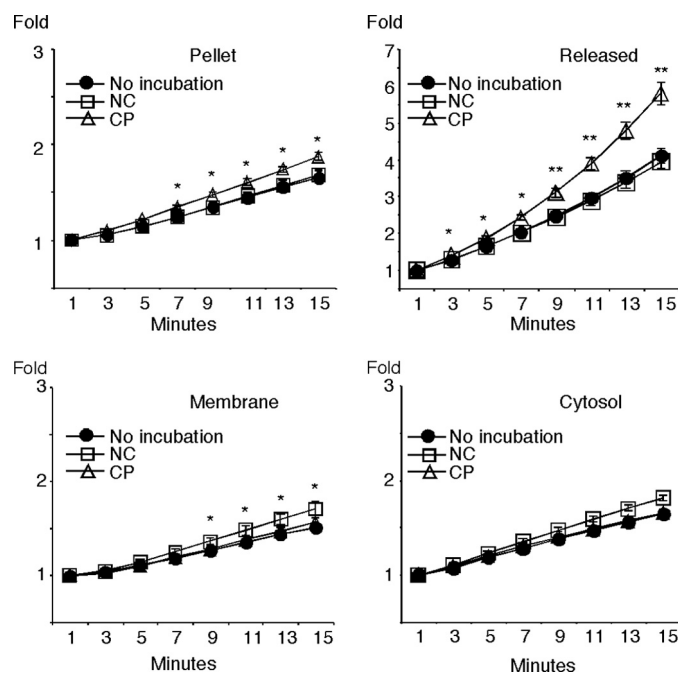 Fold
3
Pellet
No incubation
NC
CP
2
* * * * *
1
1 3 5 7 9 11 13 15
Minutes
Fold
7
Released
6
No incubation
NC
5
CP
4
3
2
1
* * * ** ** ** **
1 3 5 7 9 11 13 15
Minutes
Fold
3
Membrane
No incubation
NC
CP
2
* * * *
1
1 3 5 7 9 11 13 15
Minutes
Fold
3
Cytosol
No incubation
NC
CP
2
1
1 3 5 7 9 11 13 15
Minutes